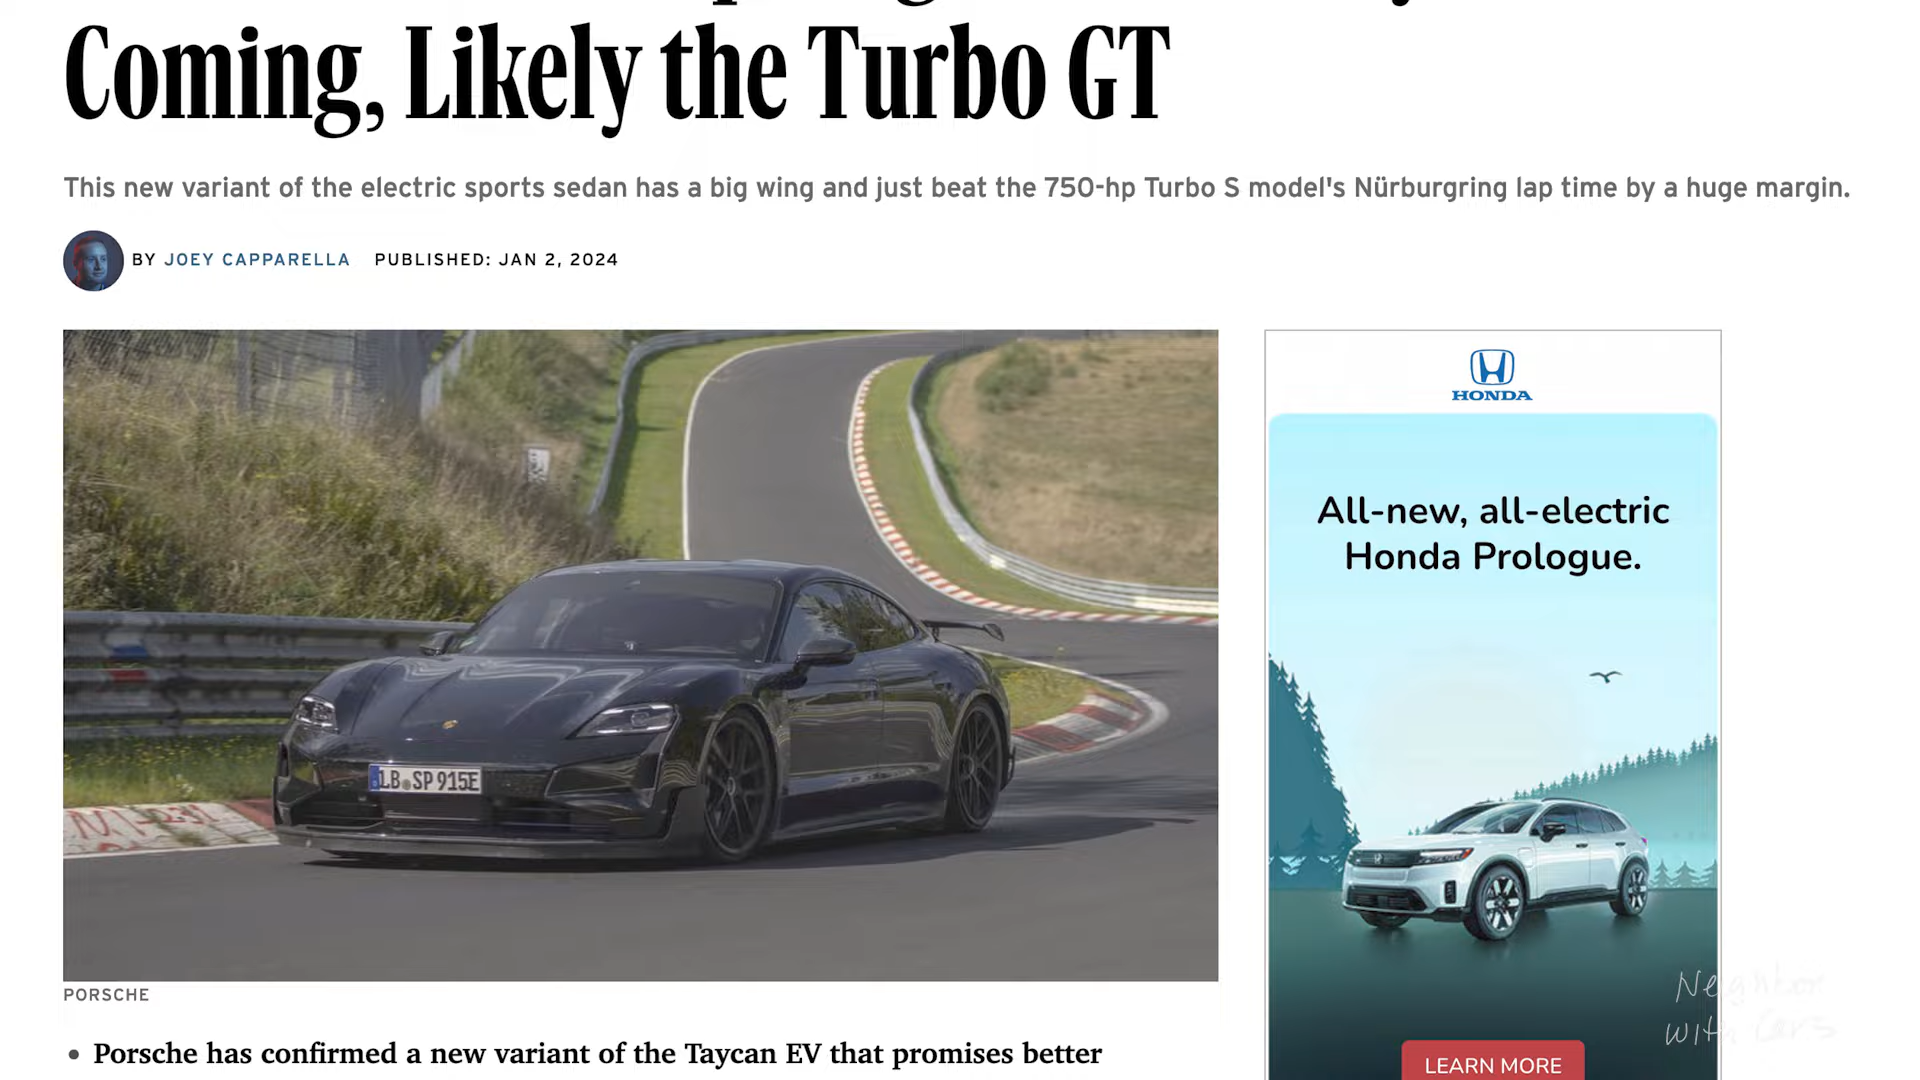 Coming, Likely the Turbo GT
This new variant of the electric sports sedan has a big wing and just beat the 750-hp Turbo S model's Nürburgring lap time by a huge margin.
BY JOEY CAPPARELLA PUBLISHED: JAN 2, 2024
HONDA
All-new, all-electric
Honda Prologue.
LB SP 915E
PORSCHE
Neighbor
with Cars
Porsche has confirmed a new variant of the Taycan EV that promises better
LEARN MORE